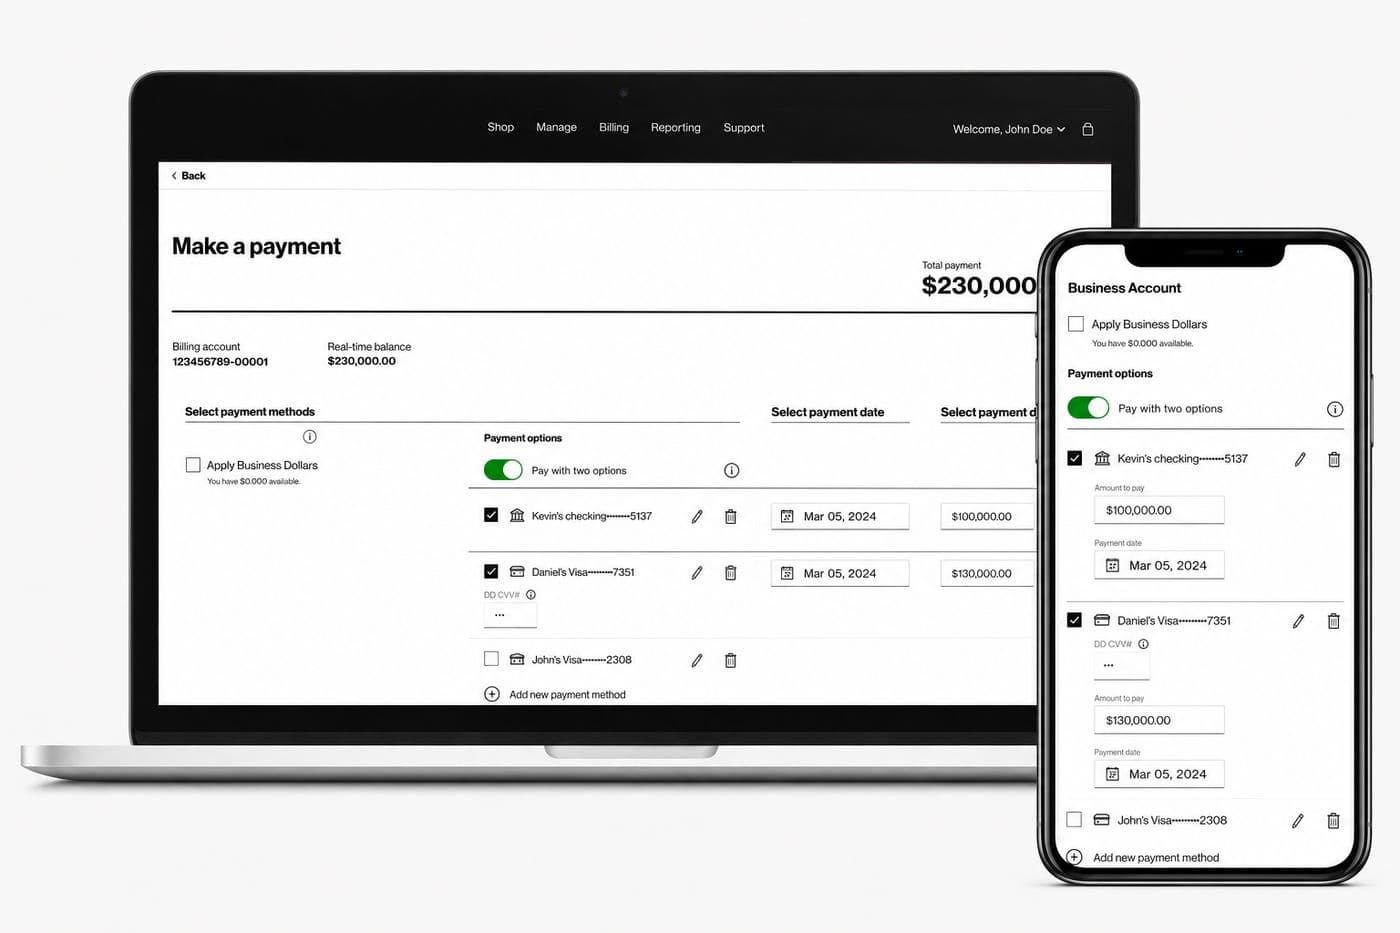 Shop Manage Billing Reporting Support Welcome, John Doe
Back
Make a payment
Total payment
$230,000
Billing account Real-time balance
123456789-00001 $230,000.00
Select payment methods Select payment date Select payment d
Payment options
Apply Business Dollars
You have $0.000 available.
Pay with two options
Kevin's checking••••••••5137 Mar 05, 2024 $100,000.00
Daniel's Visa••••••••7351 Mar 05, 2024 $130,000.00
DD CVV#
•••
John's Visa••••••••2308
Add new payment method
Business Account
Apply Business Dollars
You have $0.000 available.
Payment options
Pay with two options
Kevin's checking••••••••5137
Amount to pay
$100,000.00
Payment date
Mar 05, 2024
Daniel's Visa•••••••••7351
DD CVV#
•••
Amount to pay
$130,000.00
Payment date
Mar 05, 2024
John's Visa•••••••••2308
Add new payment method